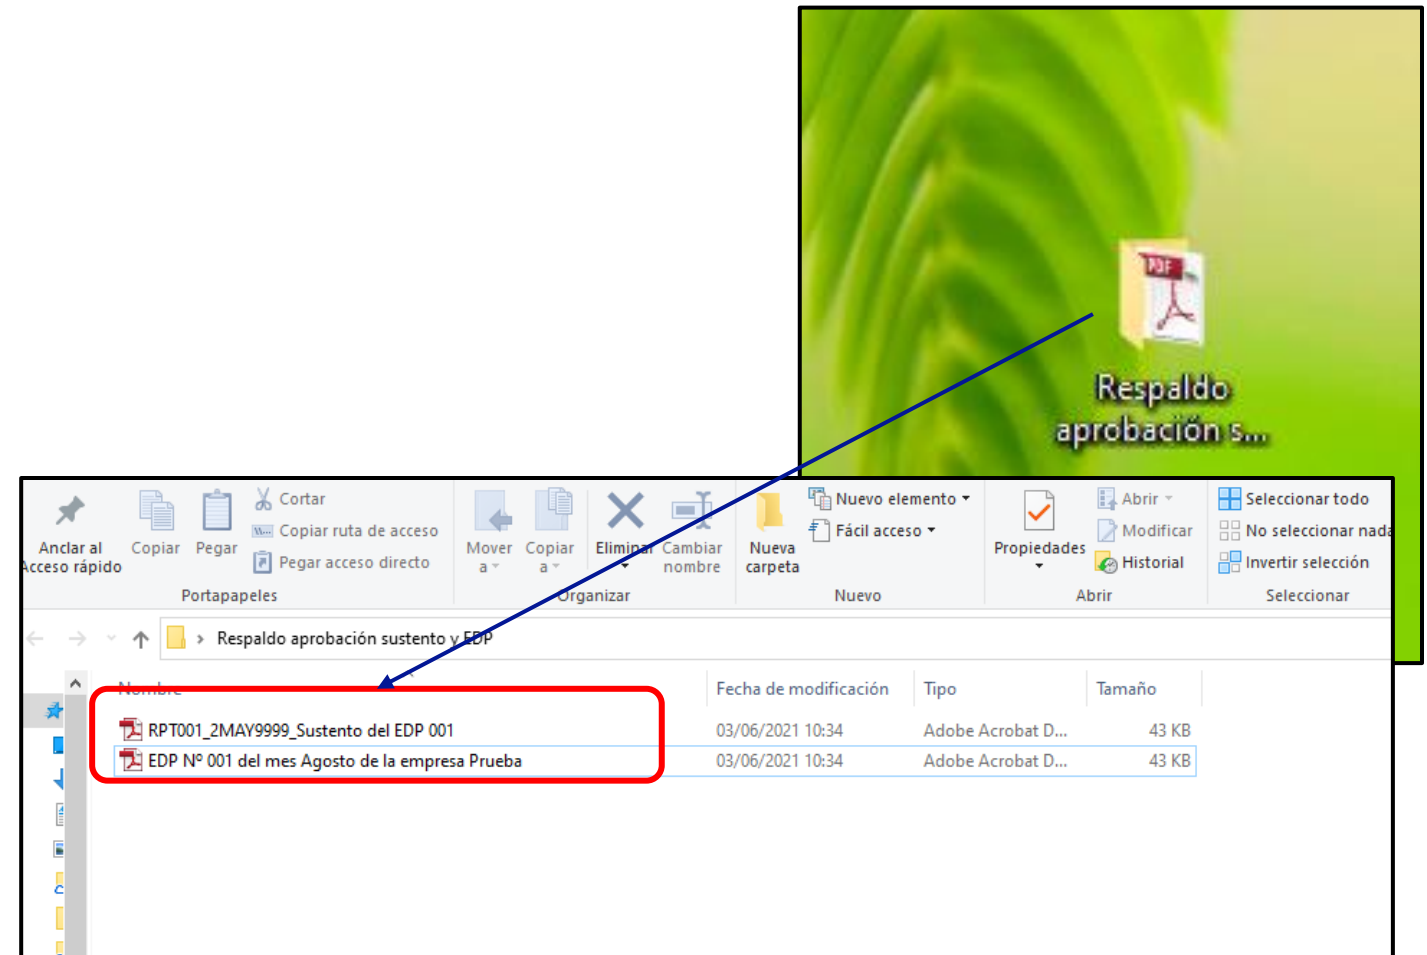 PDF
Respaldo
aprobación s...
Anclar al
Acceso rápido
Copiar
Pegar
Cortar
Copiar ruta de acceso
Pegar acceso directo
Portapapeles
Mover
a
Copiar
a
Eliminar
Cambiar
nombre
Organizar
Nueva
carpeta
Nuevo elemento
Fácil acceso
Nuevo
Propiedades
Abrir
Modificar
Historial
Abrir
Seleccionar todo
No seleccionar nada
Invertir selección
Seleccionar
Respaldo aprobación sustento y EDP
Nombre Fecha de modificación Tipo Tamaño
RPT001_2MAY9999_Sustento del EDP 001 03/06/2021 10:34 Adobe Acrobat D... 43 KB
EDP Nº 001 del mes Agosto de la empresa Prueba 03/06/2021 10:34 Adobe Acrobat D... 43 KB